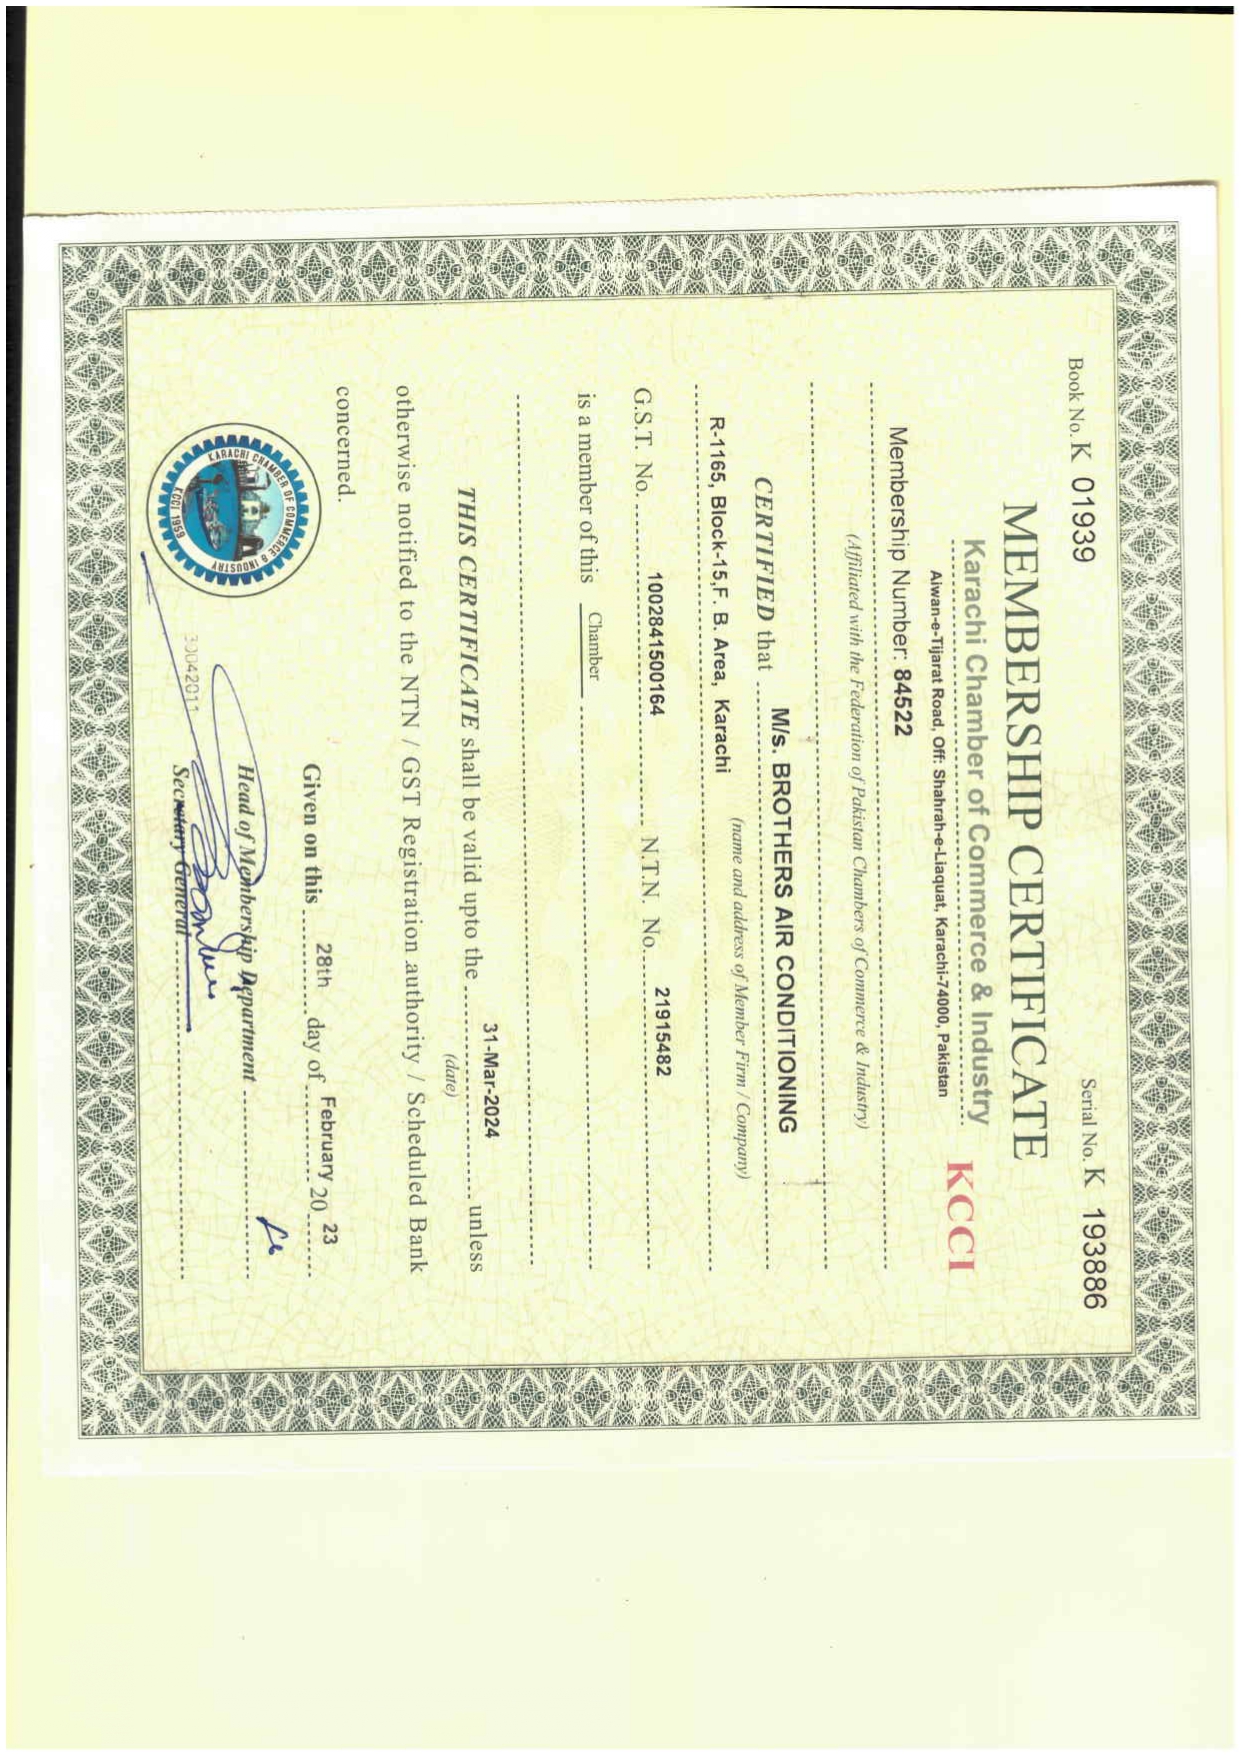 Book No. K 01939 Serial No. K 193886
MEMBERSHIP CERTIFICATE
Karachi Chamber of Commerce & Industry KCCI
Aiwan-e-Tijarat Road, Off: Shahrah-e-Liaquat, Karachi-74000, Pakistan
Membership Number: 84522
(Affiliated with the Federation of Pakistan Chambers of Commerce & Industry)
CERTIFIED that M/s. BROTHERS AIR CONDITIONING
(name and address of Member Firm / Company)
R-1165, Block-15,F. B. Area, Karachi
G.S.T. No. 100284150016​4 N.T.N. No. 21915482
is a member of this Chamber
THIS CERTIFICATE shall be valid upto the 31-Mar-2024 unless
(date)
otherwise notified to the NTN / GST Registration authority / Scheduled Bank
concerned.
Given on this 28th day of February 20 23
KARACHI CHAMBER OF COMMERCE & INDUSTRY
KCCI 1959
Head of Membership Department
30042011
Secretary General